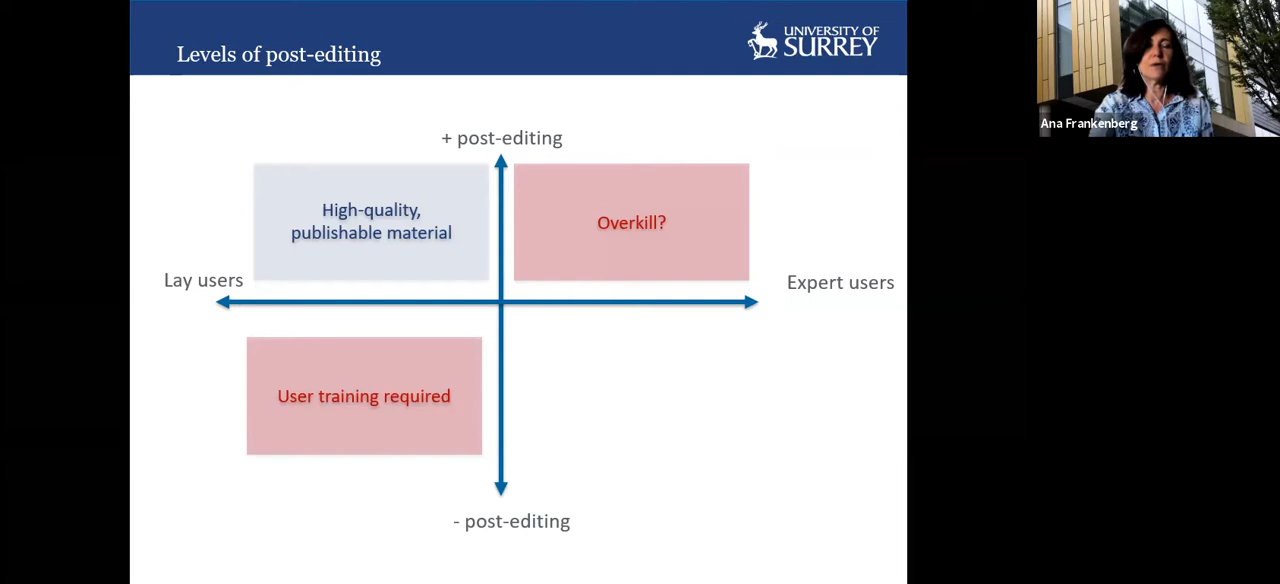 Levels of post-editing
UNIVERSITY OF
SURREY
Ana Frankenberg
+ post-editing
High-quality,
publishable material
Overkill?
Lay users
Expert users
User training required
- post-editing